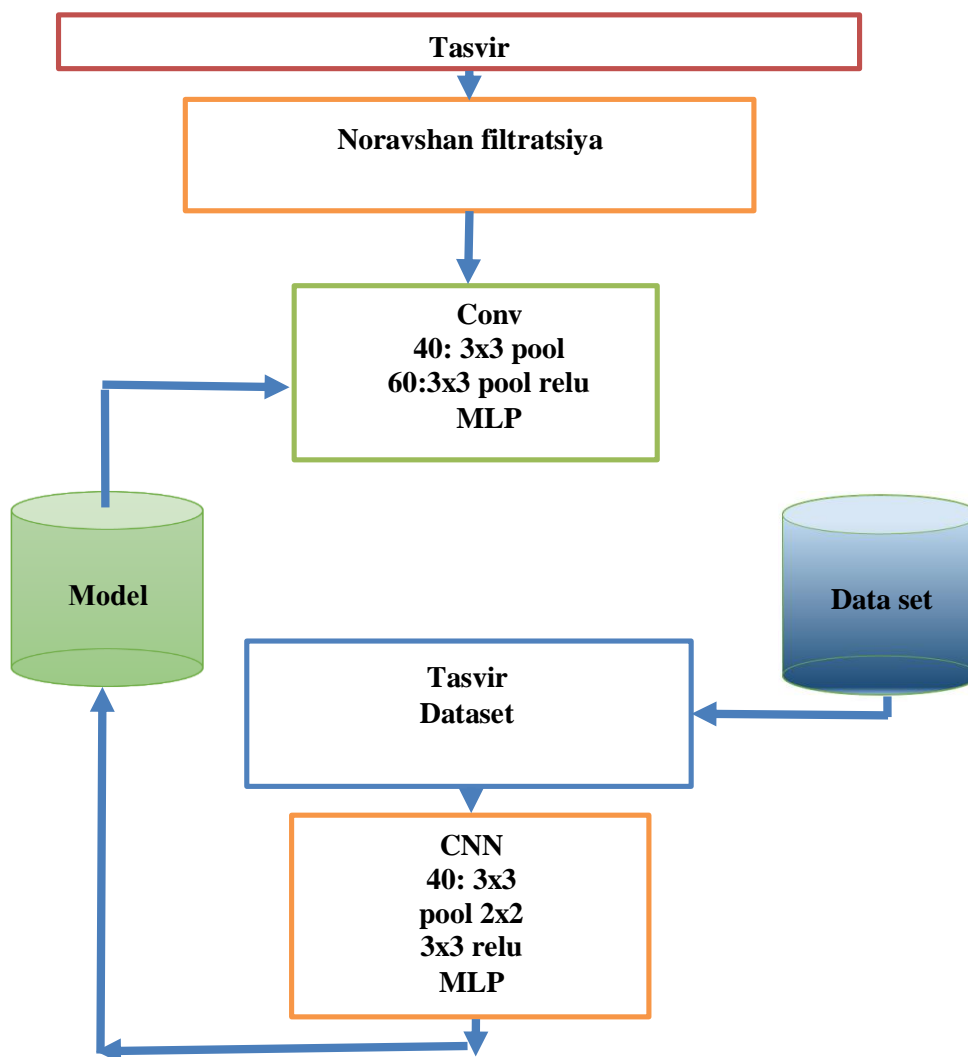 Tasvir
Noravshan filtratsiya
Conv
40: 3x3 pool
60:3x3 pool relu
MLP
Model
Data set
Tasvir
Dataset
CNN
40: 3x3
pool 2x2
3x3 relu
MLP